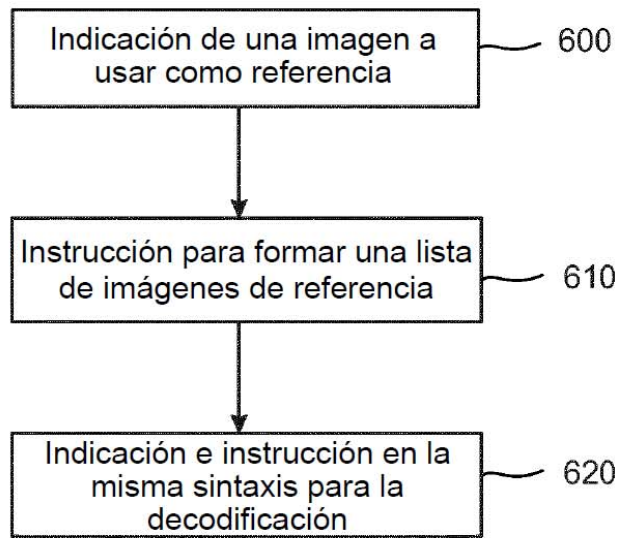 Indicación de una imagen a
usar como referencia
600
Instrucción para formar una lista
de imágenes de referencia
610
Indicación e instrucción en la
misma sintaxis para la
decodificación
620